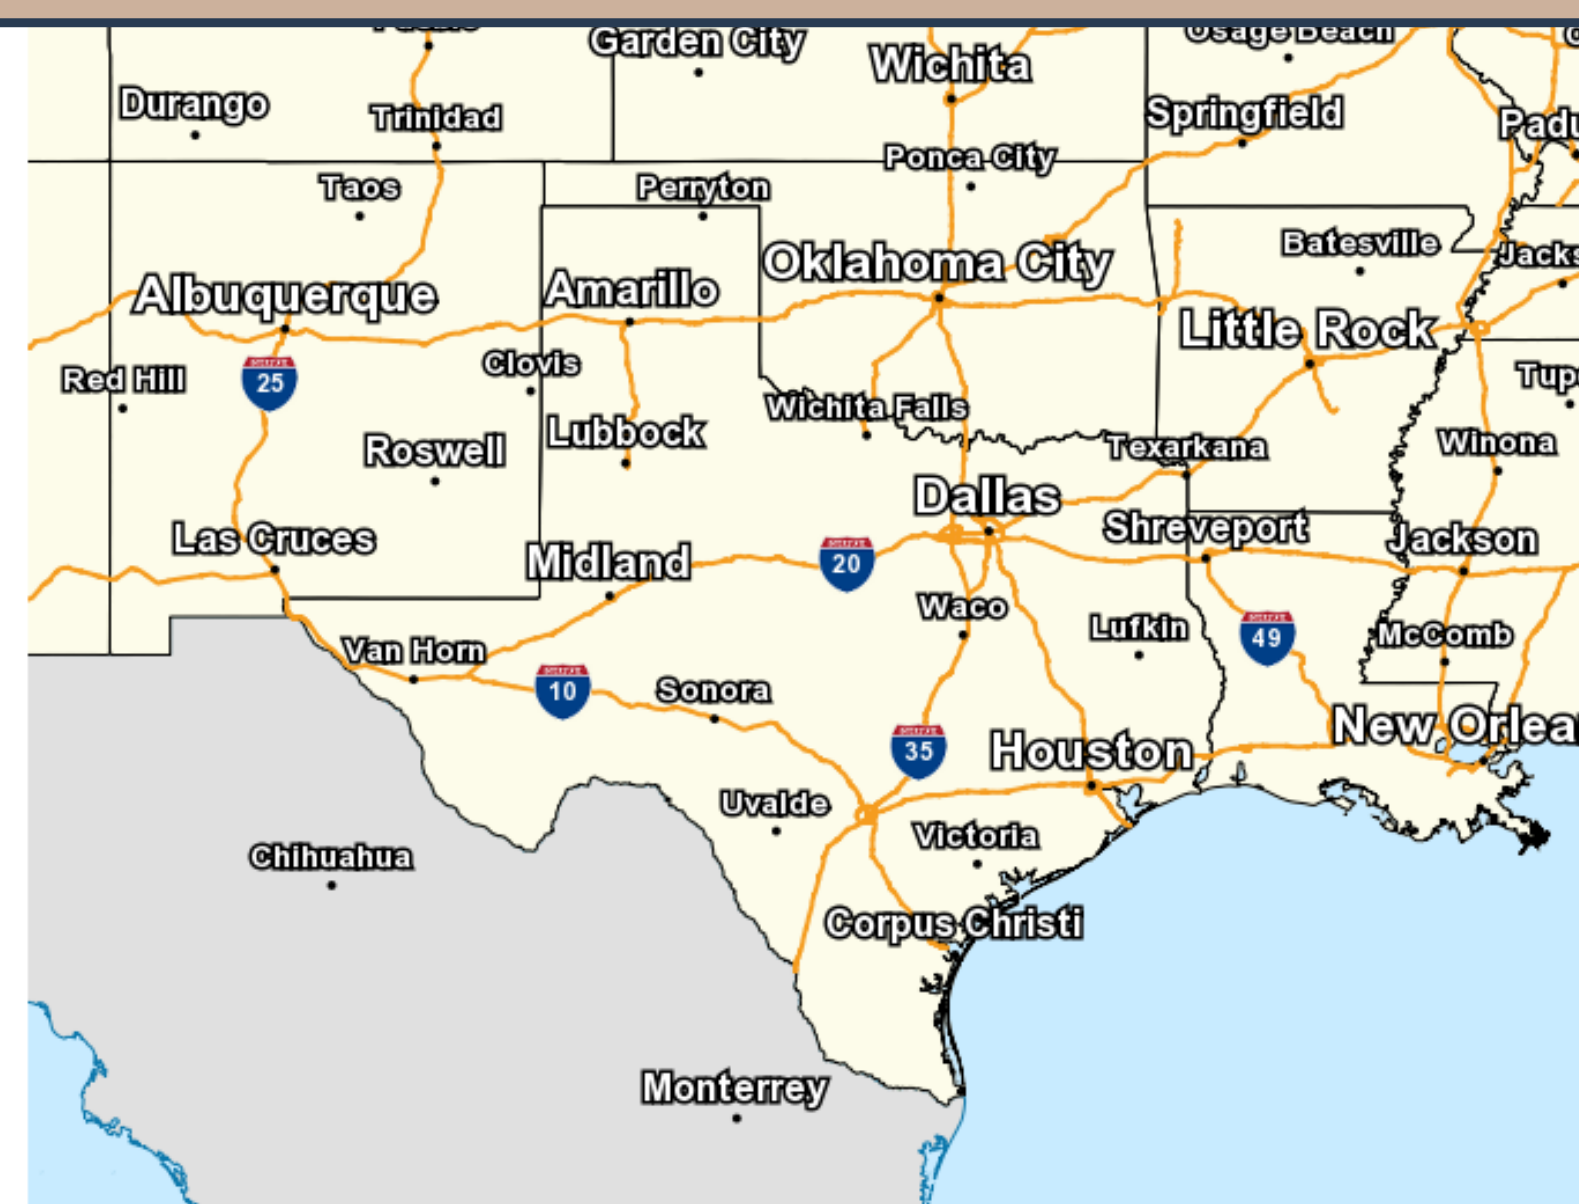 Garden City
Osage Beach
Wichita
Durango
Trinidad
Springfield
Ponca City
Taos
Perryton
Batesville
Oklahoma City
Albuquerque
Amarillo
Little Rock
Clovis
Red Hill
25
Wichita Falls
Lubbock
Roswell
Texarkana
Winona
Dallas
Shreveport
Las Cruces
Jackson
Midland
20
Waco
Lufkin
49
McComb
Van Horn
10
Sonora
35
Houston
New Orlea
Uvalde
Victoria
Chihuahua
Corpus Christi
Monterrey